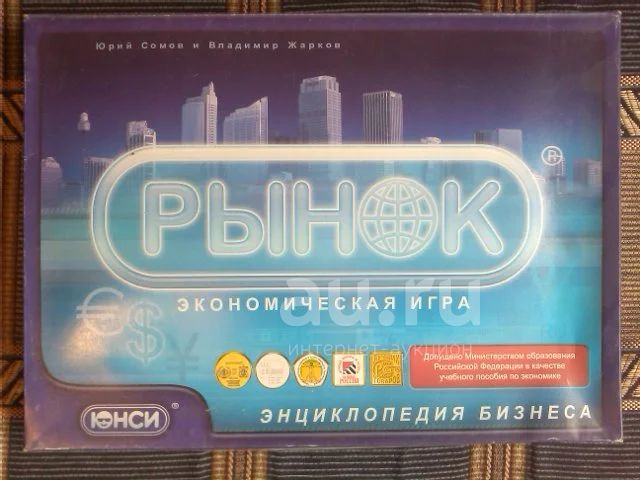 Юрий Сомов и Владимир Жарков
РЫНОК
®
ЭКОНОМИЧЕСКАЯ ИГРА
au.ru
интернет-аукцион
€
$
Допущено Министерством образования
Российской Федерации в качестве
учебного пособия по экономике
ЮНСИ ®
ЭНЦИКЛОПЕДИЯ БИЗНЕСА